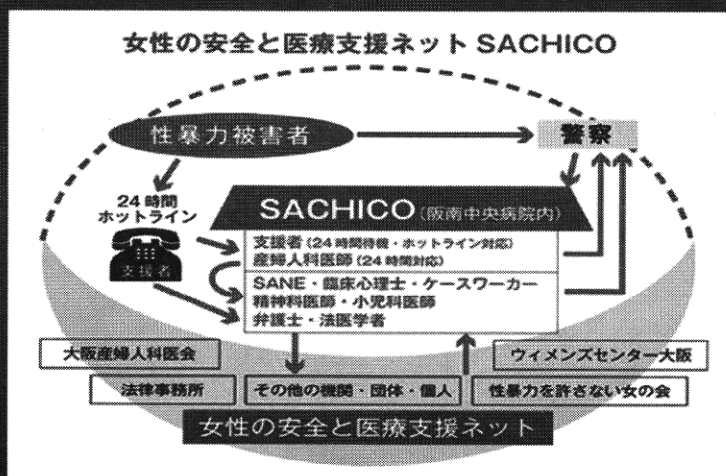 女性の安全と医療支援ネット SACHICO
性暴力被害者
警察
24時間
ホットライン
支援者
SACHICO(阪南中央病院内)
支援者(24時間待機・ホットライン対応)
産婦人科医師(24時間対応)
SANE・臨床心理士・ケースワーカー
精神科医師・小児科医師
弁護士・法医学者
大阪産婦人科医会
ウィメンズセンター大阪
法律事務所
その他の機関・団体・個人
性暴力を許さない女の会
女性の安全と医療支援ネット